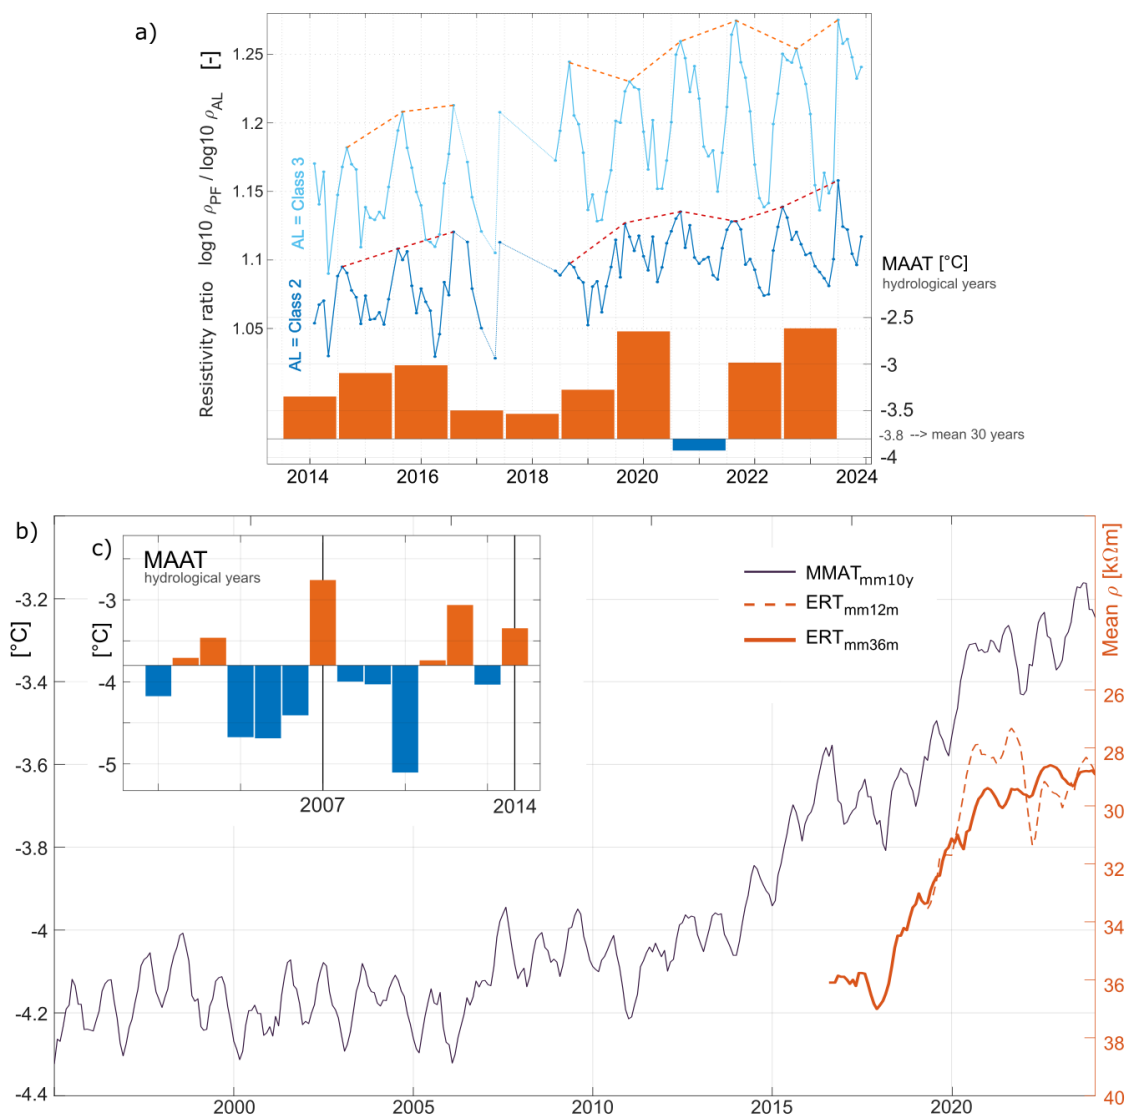 a)
1.25
1.2
1.15
1.1
1.05
Resistivity ratio log10 ρPF / log10 ρAL [-]
AL = Class 3
AL = Class 2
MAAT [°C]
hydrological years
-2.5
-3
-3.5
-3.8 --> mean 30 years
-4
2014 2016 2018 2020 2022 2024
b)
-3.2
-3.4
-3.6
-3.8
-4
-4.2
-4.4
[°C]
c)
MAAT
hydrological years
[°C]
-3
-4
-5
2007 2014
MMATmm10y
ERTmm12m
ERTmm36m
Mean ρ [kΩm]
26
28
30
32
34
36
38
40
2000 2005 2010 2015 2020